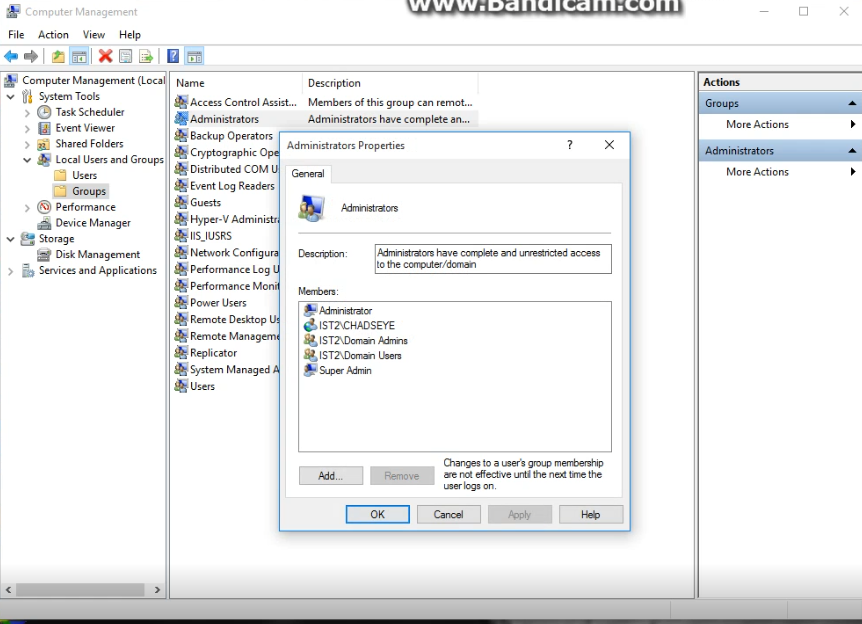 www.Bandicam.com
Computer Management
File Action View Help
Computer Management (Local
System Tools
Task Scheduler
Event Viewer
Shared Folders
Local Users and Groups
Users
Groups
Performance
Device Manager
Storage
Disk Management
Services and Applications
Name Description
Access Control Assist... Members of this group can remot...
Administrators Administrators have complete an...
Backup Operators
Cryptographic Ope
Distributed COM U
Event Log Readers
Guests
Hyper-V Administra
IIS_IUSRS
Network Configura
Performance Log U
Performance Monit
Power Users
Remote Desktop Us
Remote Manageme
Replicator
System Managed A
Users
Administrators Properties ?
General
Administrators
Description: Administrators have complete and unrestricted access
to the computer/domain
Members:
Administrator
IST2\CHADSEYE
IST2\Domain Admins
IST2\Domain Users
Super Admin
Add... Remove
Changes to a user's group membership
are not effective until the next time the
user logs on.
OK Cancel Apply Help
Actions
Groups
More Actions
Administrators
More Actions